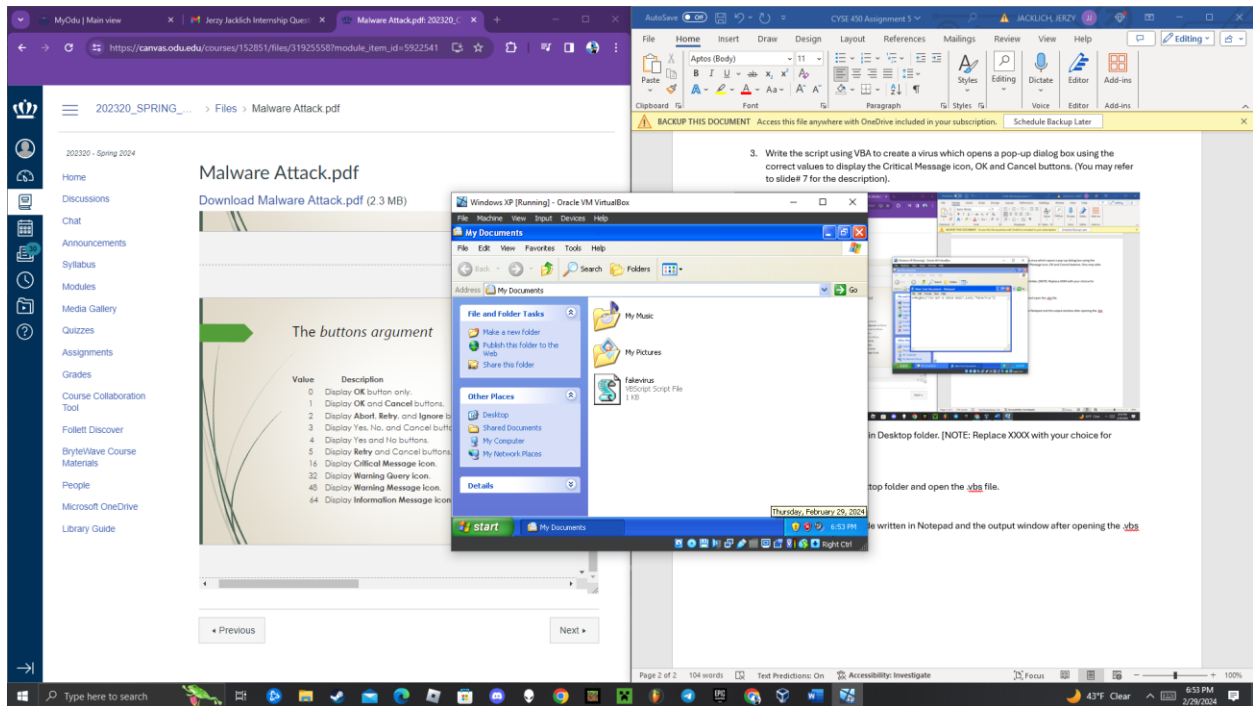 MyOdu | Main view
Jerzy Jacklich Internship Quest
Malware Attack.pdf: 202320_S
https://canvas.odu.edu/courses/152851/files/31925558?module_item_id=5922541
202320_SPRING_... > Files > Malware Attack.pdf
202320 - Spring 2024
Home
Discussions
Chat
Announcements
Syllabus
Modules
Media Gallery
Quizzes
Assignments
Grades
Course Collaboration
Tool
Follett Discover
BryteWave Course
Materials
People
Microsoft OneDrive
Library Guide
30
Malware Attack.pdf
Download Malware Attack.pdf (2.3 MB)
The buttons argument
Value Description
0 Display OK button only.
1 Display OK and Cancel buttons.
2 Display Abort, Retry, and Ignore b
3 Display Yes, No, and Cancel butto
4 Display Yes and No buttons.
5 Display Retry and Cancel buttons
16 Display Critical Message icon.
32 Display Warning Query icon.
48 Display Warning Message icon.
64 Display Information Message icon
◂ Previous
Next ▸
Windows XP [Running] - Oracle VM VirtualBox
File Machine View Input Devices Help
My Documents
File Edit View Favorites Tools Help
Back
Search
Folders
Address
My Documents
Go
File and Folder Tasks
Make a new folder
Publish this folder to the
Web
Share this folder
Other Places
Desktop
Shared Documents
My Computer
My Network Places
Details
My Music
My Pictures
fakevirus
VBScript Script File
1 KB
Thursday, February 29, 2024
start
My Documents
6:53 PM
Right Ctrl
AutoSave Off
CYSE 450 Assignment 5
JACKLICH, JERZY
JJ
File Home Insert Draw Design Layout References Mailings Review View Help
Editing
Paste
Aptos (Body)
11
Styles
Editing
Dictate
Editor
Add-ins
Clipboard
Font
Paragraph
Styles
Voice
Editor
Add-ins
BACKUP THIS DOCUMENT Access this file anywhere with OneDrive included in your subscription.
Schedule Backup Later
3. Write the script using VBA to create a virus which opens a pop-up dialog box using the
correct values to display the Critical Message icon, OK and Cancel buttons. (You may refer
to slide# 7 for the description).
in Desktop folder. [NOTE: Replace XXXX with your choice for
top folder and open the .vbs file.
e written in Notepad and the output window after opening the .vbs
Page 2 of 2
104 words
Text Predictions: On
Accessibility: Investigate
Focus
100%
Type here to search
43°F Clear
6:53 PM
2/29/2024